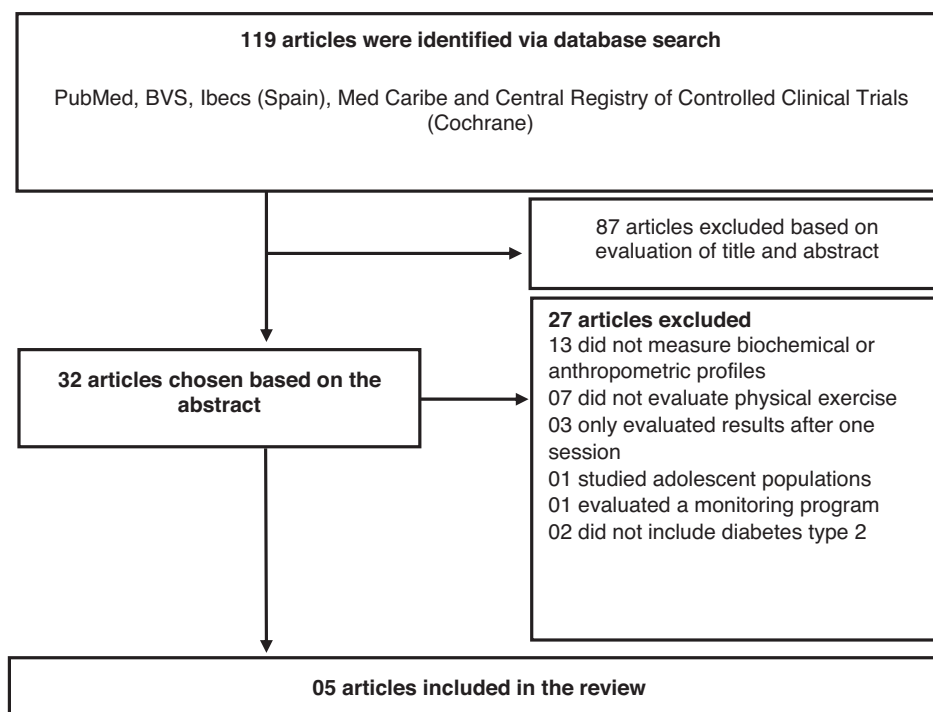 119 articles were identified via database search
PubMed, BVS, Ibecs (Spain), Med Caribe and Central Registry of Controlled Clinical Trials
(Cochrane)
87 articles excluded based on
evaluation of title and abstract
27 articles excluded
13 did not measure biochemical or
anthropometric profiles
07 did not evaluate physical exercise
03 only evaluated results after one
session
01 studied adolescent populations
01 evaluated a monitoring program
02 did not include diabetes type 2
32 articles chosen based on the
abstract
05 articles included in the review